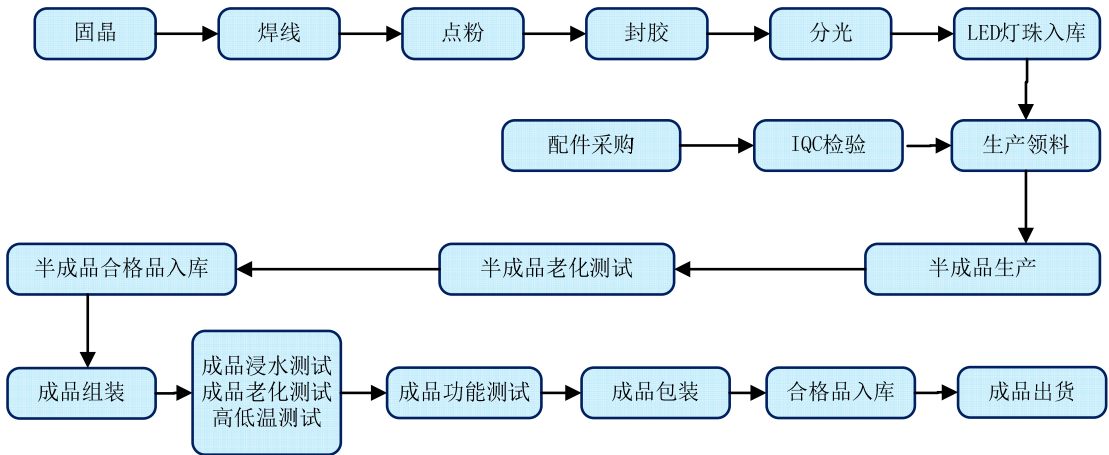 固晶
焊线
点粉
封胶
分光
LED灯珠入库
配件采购
IQC检验
生产领料
半成品合格品入库
半成品老化测试
半成品生产
成品组装
成品浸水测试
成品老化测试
高低温测试
成品功能测试
成品包装
合格品入库
成品出货